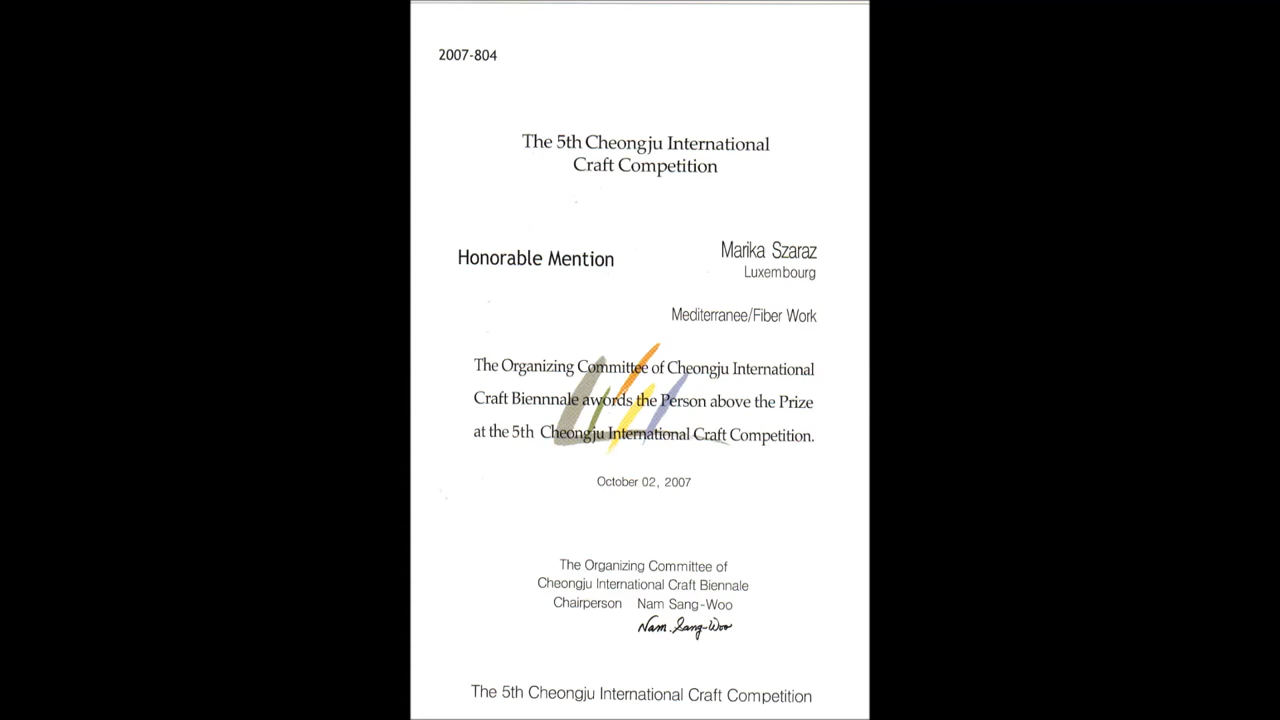 2007-804
The 5th Cheongju International
Craft Competition
Honorable Mention
Marika Szaraz
Luxembourg
Mediterranee/Fiber Work
The Organizing Committee of Cheongju International
Craft Biennnale awords the Person above the Prize
at the 5th Cheongju International Craft Competition.
October 02, 2007
The Organizing Committee of
Cheongju International Craft Biennale
Chairperson Nam Sang-Woo
Nam. Sang-Woo
The 5th Cheongju International Craft Competition